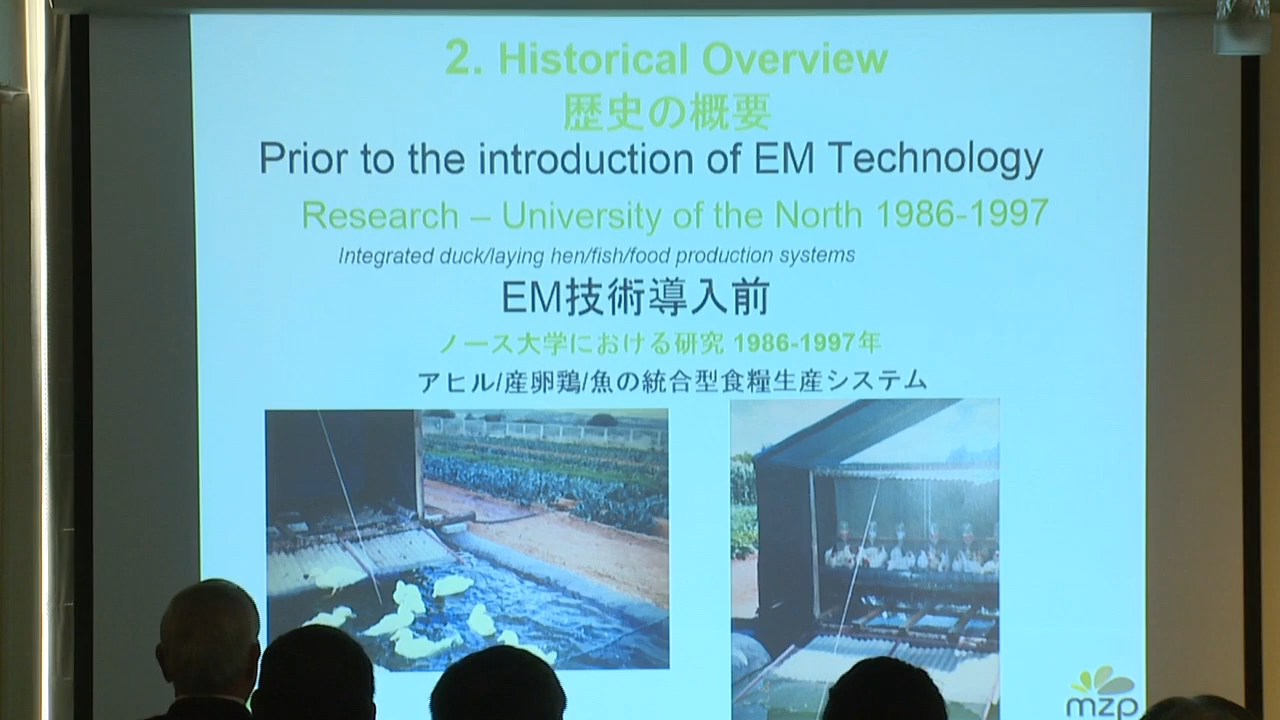 2. Historical Overview
歴史の概要
Prior to the introduction of EM Technology
Research – University of the North 1986-1997
Integrated duck/laying hen/fish/food production systems
EM技術導入前
ノース大学における研究 1986-1997年
アヒル/産卵鶏/魚の統合型食糧生産システム
mzp